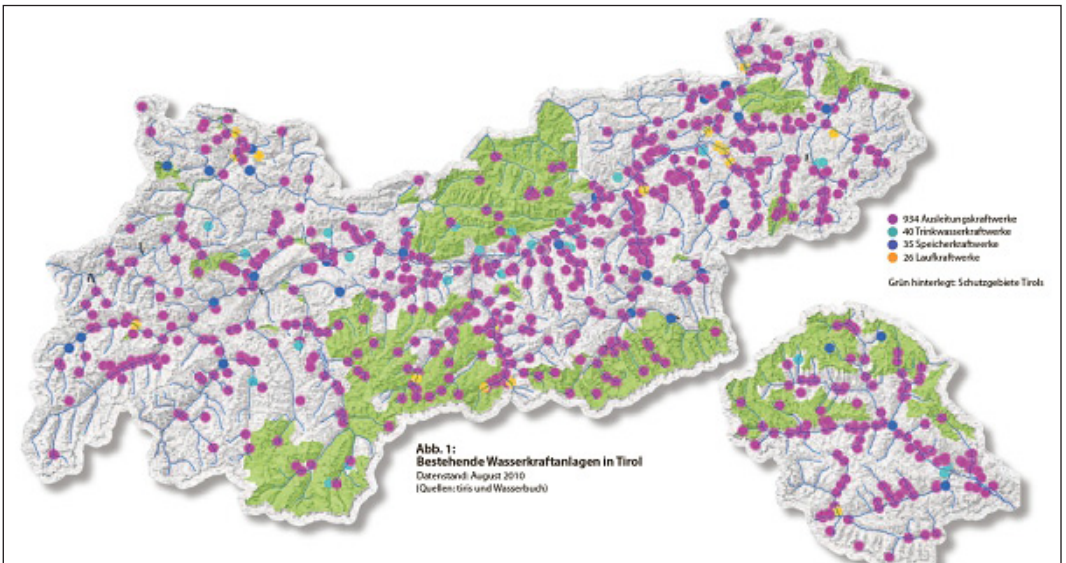 934 Ausleitungskraftwerke
40 Trinkwasserkraftwerke
35 Speicherkraftwerke
26 Laufkraftwerke
Grün hinterlegt: Schutzgebiete Tirols
Abb. 1:
Bestehende Wasserkraftanlagen in Tirol
Datenstand: August 2010
(Quellen: tiris und Wasserbuch)